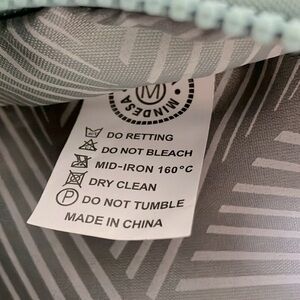 M
MINDESA
DO RETTING
DO NOT BLEACH
MID-IRON 160°C
DRY CLEAN
P DO NOT TUMBLE
MADE IN CHINA